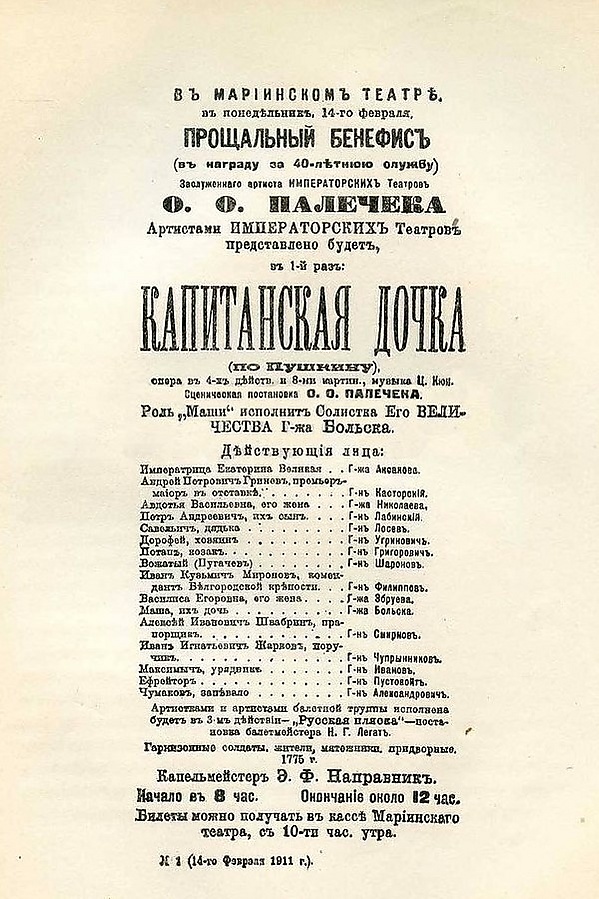 ВЪ МАРІИНСКОМЪ ТЕАТРѢ,
въ понедѣльникъ, 14-го февраля,
ПРОЩАЛЬНЫЙ БЕНЕФИСЪ
(въ награду за 40-лѣтнюю службу)
Заслуженнаго артиста ИМПЕРАТОРСКИХЪ Театровъ
О. О. ПАЛЕЧЕКА
Артистами ИМПЕРАТОРСКИХЪ Театровъ
представлено будетъ,
въ 1-й разъ:
КАПИТАНСКАЯ ДОЧКА
(по Пушкину),
опера въ 4-хъ дѣйств. и 8-ми картин., музыка Ц. Кюи.
Сценическая постановка О. О. ПАЛЕЧЕКА.
Роль „Маши“ исполнитъ Солистка Его ВЕЛИ-
ЧЕСТВА Г-жа Больска.
Дѣйствующія лица:
Императрица Екатерина Великая . . Г-жа Аксакова.
Андрей Петровичъ Гриневъ, премьеръ-
маіоръ въ отставкѣ . . . . . . . Г-нъ Касторскій.
Авдотья Васильевна, его жена . . . Г-жа Николаева.
Петръ Андреевичъ, ихъ сынъ. . . . Г-нъ Лабинскій.
Савельичъ, дядька . . . . . . . . . Г-нъ Лосевъ.
Дорофей, хозяинъ . . . . . . . . . Г-нъ Угриновичъ.
Потапъ, козакъ. . . . . . . . . . . Г-нъ Григоровичъ.
Вожатый (Пугачевъ) . . . . . . . . Г-нъ Шароновъ.
Иванъ Кузьмичъ Мироновъ, комен-
дантъ Бѣлгородской крѣпости. . . Г-нъ Филипповъ.
Василиса Егоровна, его жена. . . . Г-жа Збруева.
Маша, ихъ дочь . . . . . . . . . . Г-жа Больска.
Алексѣй Ивановичъ Швабринъ, пра-
порщикъ. . . . . . . . . . . . . Г-нъ Смирновъ.
Иванъ Игнатьевичъ Жарковъ, пору-
чикъ. . . . . . . . . . . . . . . Г-нъ Чупрынниковъ.
Максимычъ, урядникъ . . . . . . . Г-нъ Ивановъ.
Ефрейторъ . . . . . . . . . . . . . Г-нъ Пустовойтъ.
Чумаковъ, запѣвало . . . . . . . . Г-нъ Александровичъ.
Артистками и артистами балетной труппы исполнена
будетъ въ 3-мъ дѣйствіи— „Русская пляска“—поста-
новка балетмейстера Н. Г. Легатъ.
Гарнизонные солдаты, жители, мятежники, придворные.
1775 г.
Капельмейстеръ Э. Ф. Направникъ.
Начало въ 8 час. Окончаніе около 12 час.
Билеты можно получать въ кассѣ Маріинскаго
театра, съ 10-ти час. утра.
№ 1 (14-го Февраля 1911 г.).